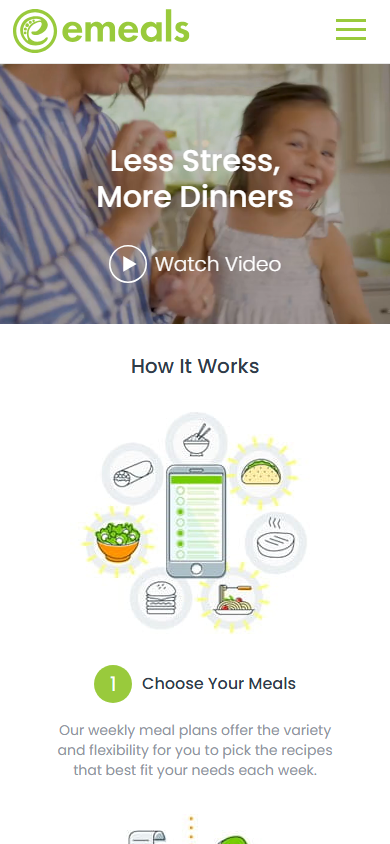 emeals
Less Stress,
More Dinners
Watch Video
How It Works
1 Choose Your Meals
Our weekly meal plans offer the variety
and flexibility for you to pick the recipes
that best fit your needs each week.